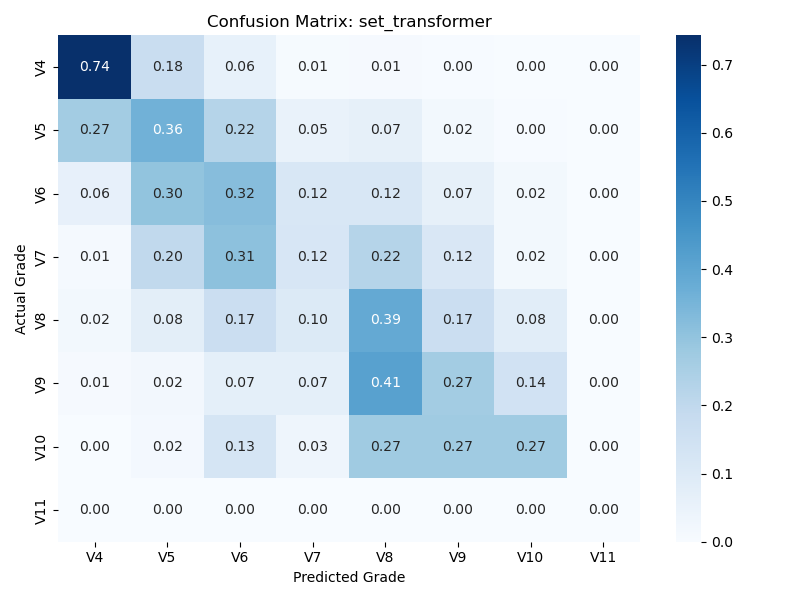 Confusion Matrix: set_transformer
V4 0.74 0.18 0.06 0.01 0.01 0.00 0.00 0.00
V5 0.27 0.36 0.22 0.05 0.07 0.02 0.00 0.00
V6 0.06 0.30 0.32 0.12 0.12 0.07 0.02 0.00
V7 0.01 0.20 0.31 0.12 0.22 0.12 0.02 0.00
V8 0.02 0.08 0.17 0.10 0.39 0.17 0.08 0.00
V9 0.01 0.02 0.07 0.07 0.41 0.27 0.14 0.00
V10 0.00 0.02 0.13 0.03 0.27 0.27 0.27 0.00
V11 0.00 0.00 0.00 0.00 0.00 0.00 0.00 0.00
V4 V5 V6 V7 V8 V9 V10 V11
Predicted Grade
Actual Grade
0.7
0.6
0.5
0.4
0.3
0.2
0.1
0.0